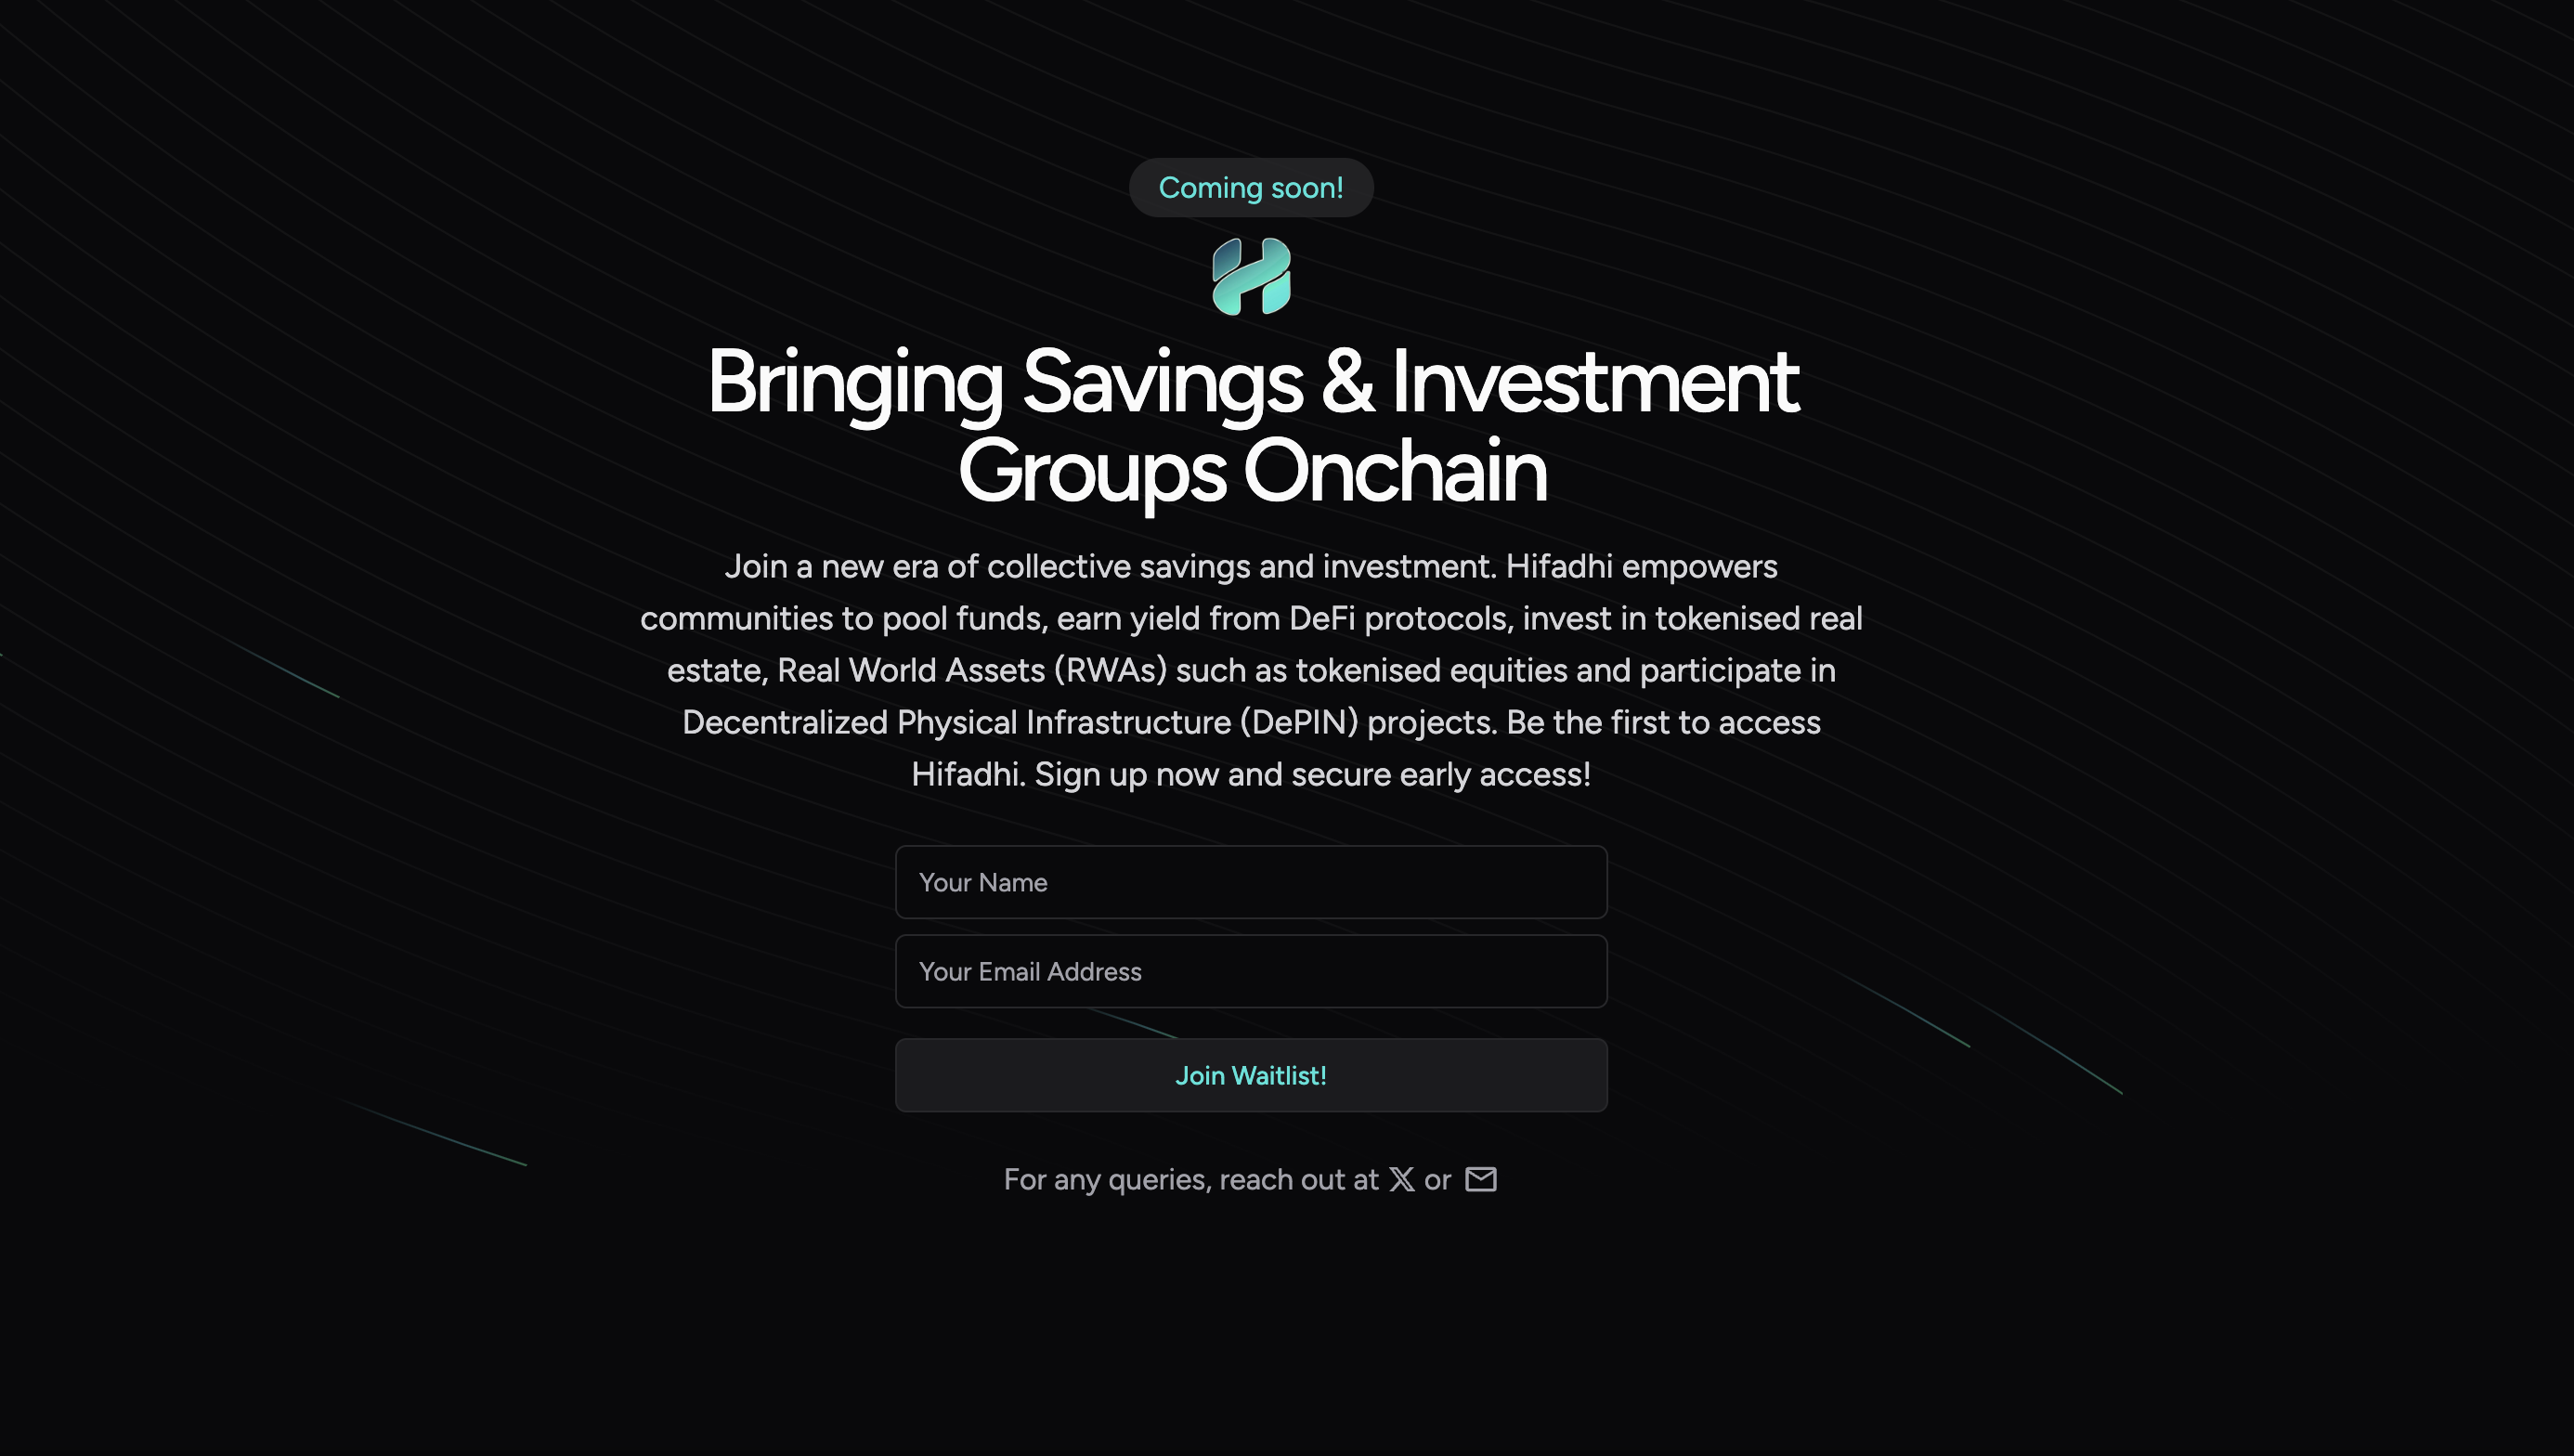 Coming soon!
Bringing Savings & Investment
Groups Onchain
Join a new era of collective savings and investment. Hifadhi empowers
communities to pool funds, earn yield from DeFi protocols, invest in tokenised real
estate, Real World Assets (RWAs) such as tokenised equities and participate in
Decentralized Physical Infrastructure (DePIN) projects. Be the first to access
Hifadhi. Sign up now and secure early access!
Your Name
Your Email Address
Join Waitlist!
For any queries, reach out at X or